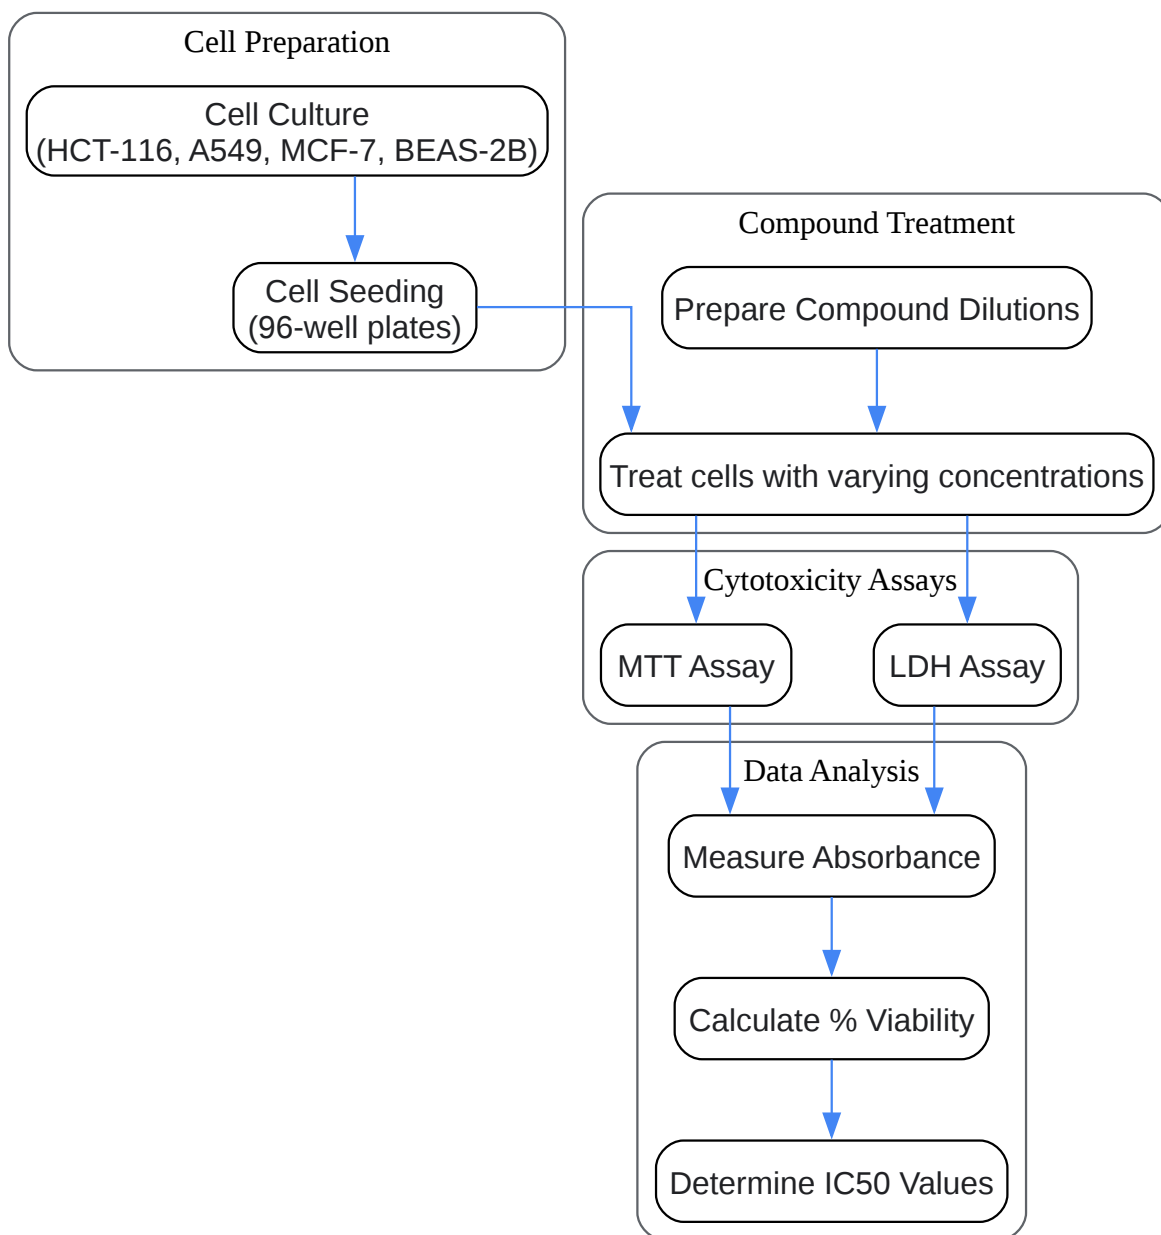 Cell Preparation
Cell Culture
(HCT-116, A549, MCF-7, BEAS-2B)
Cell Seeding
(96-well plates)
Compound Treatment
Prepare Compound Dilutions
Treat cells with varying concentrations
Cytotoxicity Assays
MTT Assay
LDH Assay
Data Analysis
Measure Absorbance
Calculate % Viability
Determine IC50 Values